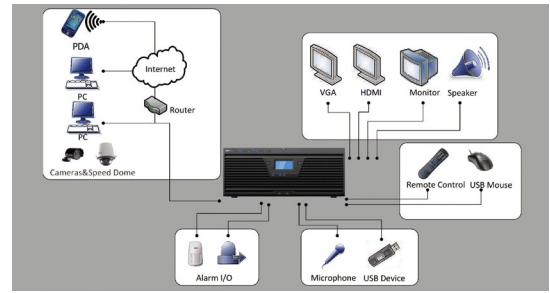 PDA
Internet
PC
Router
PC
Cameras&Speed Dome
VGA HDMI Monitor Speaker
Remote Control USB Mouse
Alarm I/O
Microphone USB Device